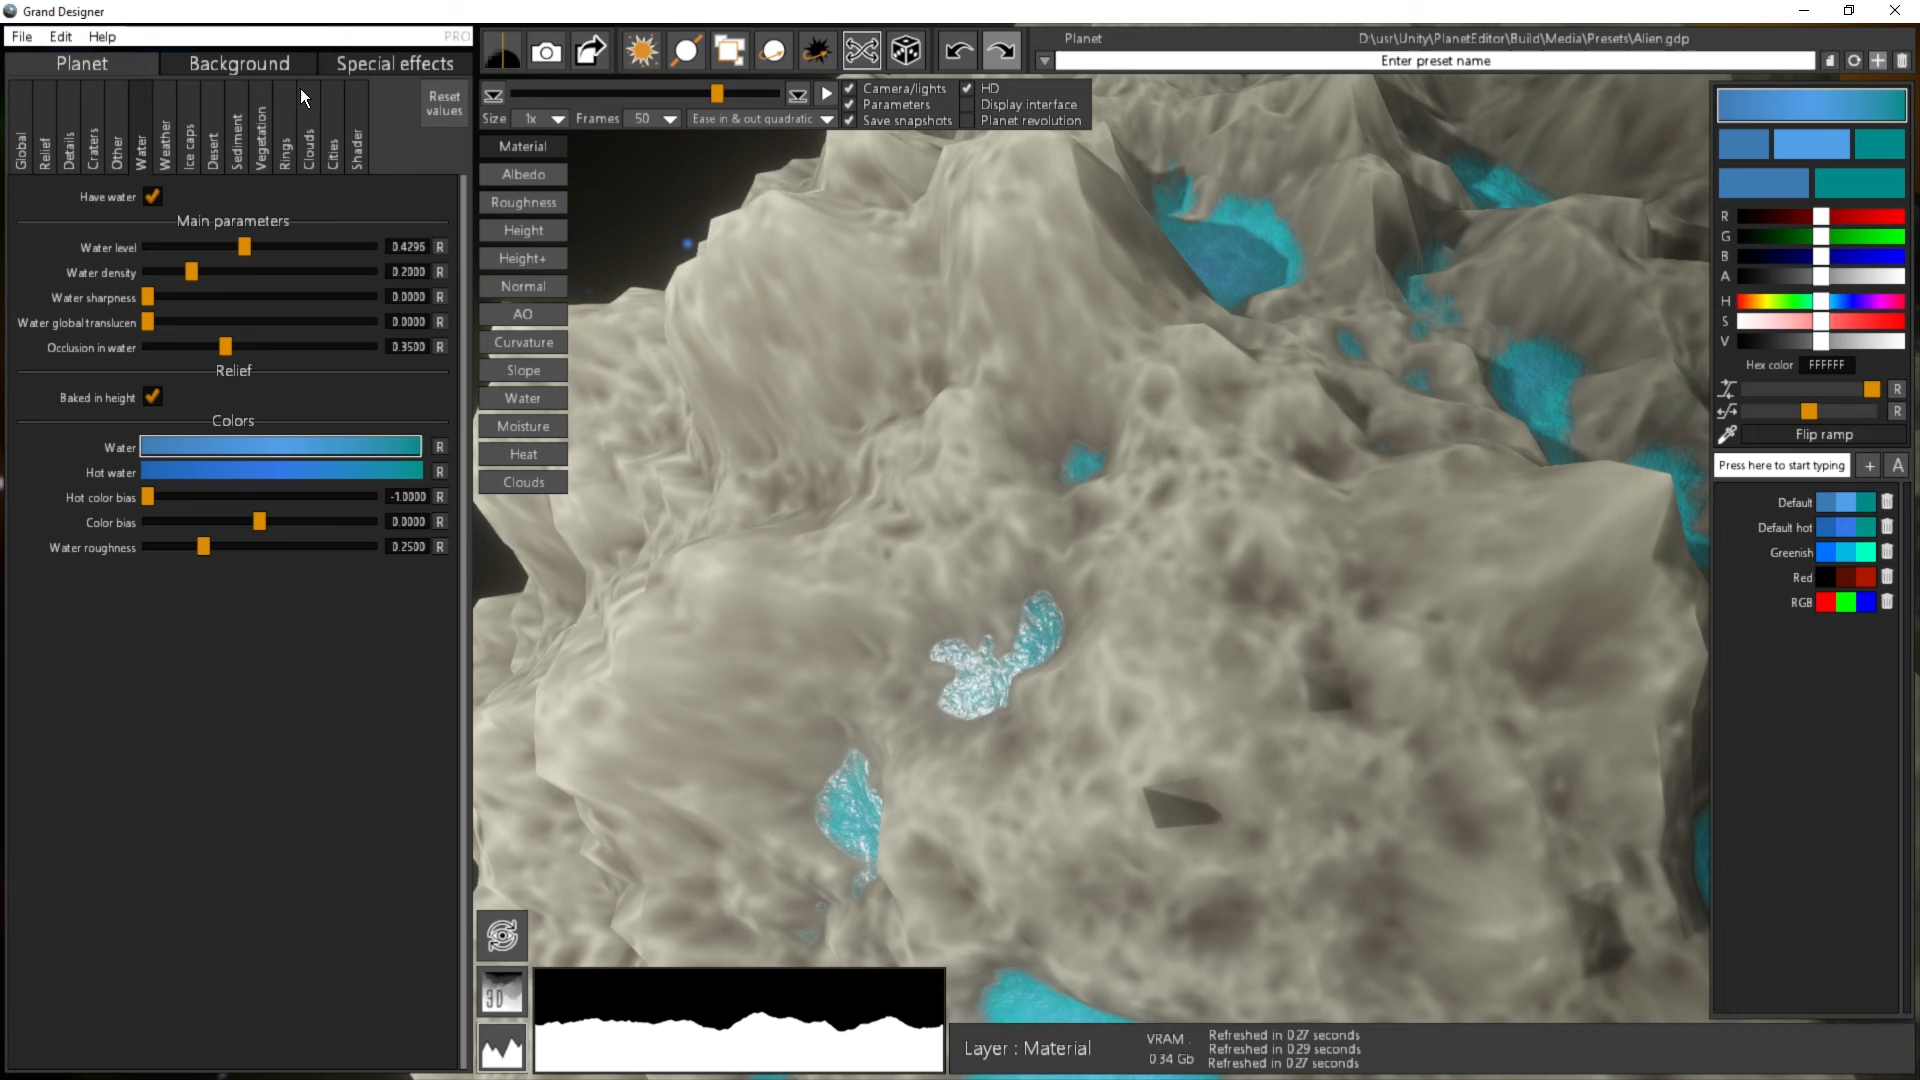 Grand Designer
File Edit Help PRO
Planet Background Special effects
Global
Relief
Details
Craters
Other
Water
Weather
Ice caps
Desert
Sediment
Vegetation
Rings
Clouds
Cities
Shader
Reset values
Have water
Main parameters
Water level 0.4296 R
Water density 0.2000 R
Water sharpness 0.0000 R
Water global translucen 0.0000 R
Occlusion in water 0.3500 R
Relief
Baked in height
Colors
Water R
Hot water R
Hot color bias -1.0000 R
Color bias 0.0000 R
Water roughness 0.2500 R
Size 1x Frames 50 Ease in & out quadratic
Camera/lights HD
Parameters Display interface
Save snapshots Planet revolution
Material
Albedo
Roughness
Height
Height+
Normal
AO
Curvature
Slope
Water
Moisture
Heat
Clouds
3D
Layer : Material
VRAM :
0.34 Gb
Refreshed in 0.27 seconds
Refreshed in 0.29 seconds
Refreshed in 0.27 seconds
Planet D:\usr\Unity\PlanetEditor\Build\Media\Presets\Alien.gdp
Enter preset name
R
G
B
A
H
S
V
Hex color FFFFFF
R
R
Flip ramp
Press here to start typing + A
Default
Default hot
Greenish
Red
RGB